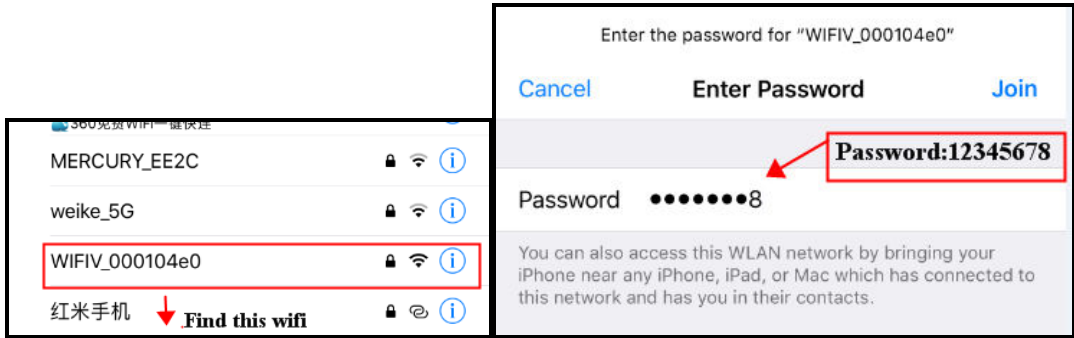 360免费WiFi一键快连
MERCURY_EE2C
weike_5G
WIFIV_000104e0
红米手机
Find this wifi
Enter the password for “WIFIV_000104e0”
Cancel Enter Password Join
Password:12345678
Password ●●●●●●●8
You can also access this WLAN network by bringing your
iPhone near any iPhone, iPad, or Mac which has connected to
this network and has you in their contacts.